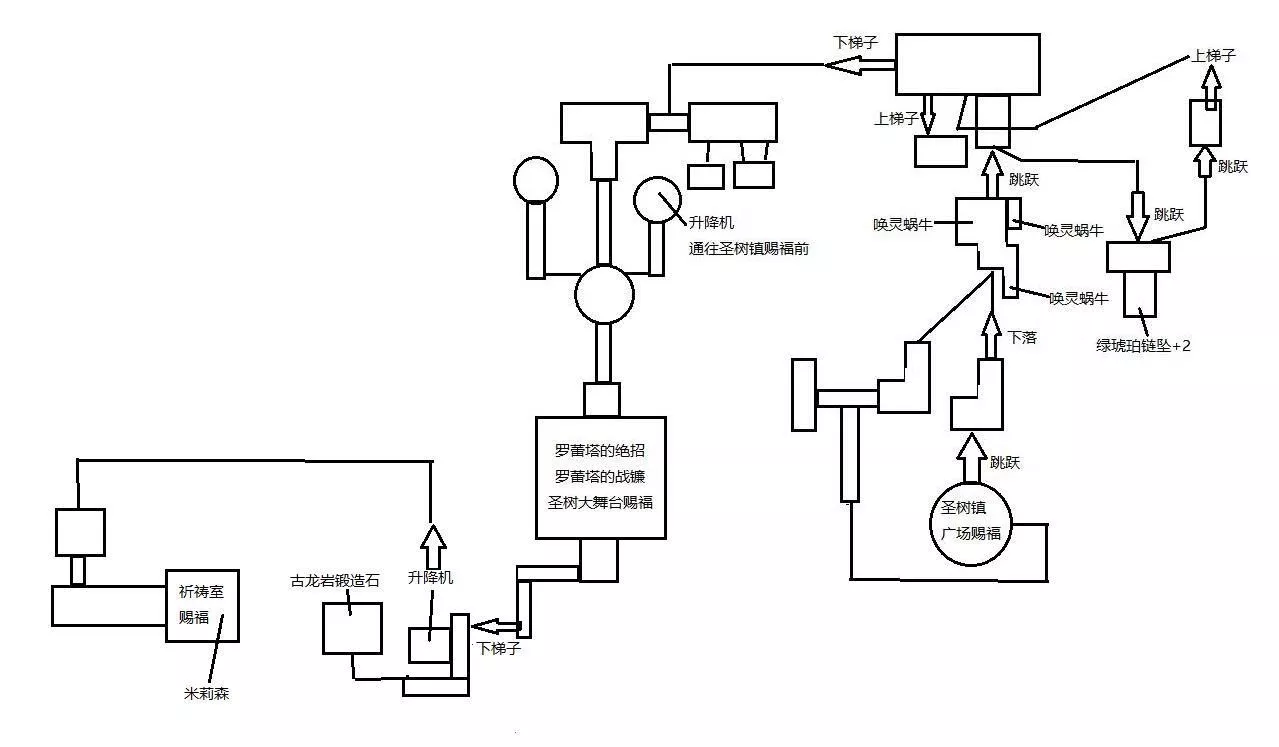 下梯子
上梯子
上梯子
跳跃
跳跃
唤灵蜗牛
唤灵蜗牛
跳跃
升降机
通往圣树镇赐福前
唤灵蜗牛
下落
绿琥珀链坠+2
罗蕾塔的绝招
罗蕾塔的战镰
圣树大舞台赐福
跳跃
圣树镇
广场赐福
古龙岩锻造石
升降机
祈祷室
赐福
下梯子
米莉森